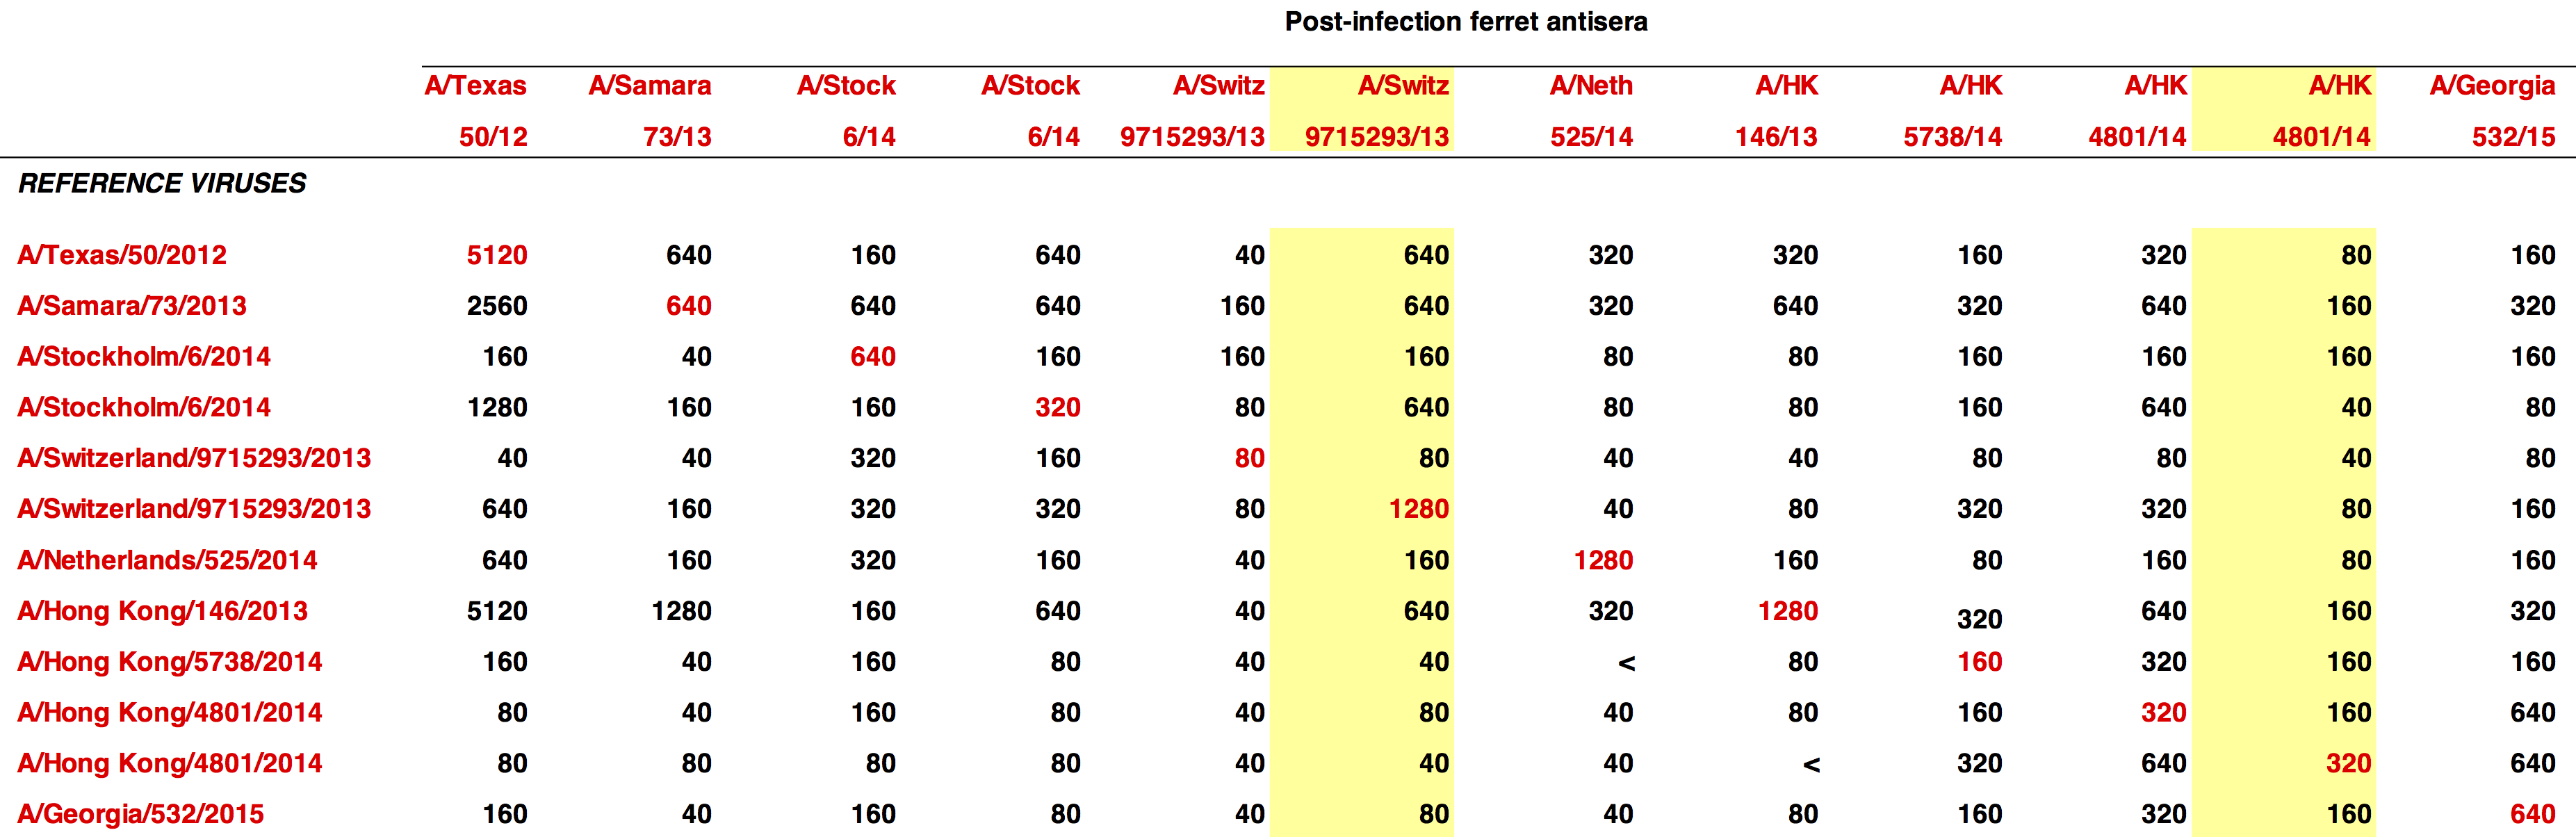 Post-infection ferret antisera
A/Texas A/Samara A/Stock A/Stock A/Switz A/Switz A/Neth A/HK A/HK A/HK A/HK A/Georgia
50/12 73/13 6/14 6/14 9715293/13 9715293/13 525/14 146/13 5738/14 4801/14 4801/14 532/15
REFERENCE VIRUSES
A/Texas/50/2012 5120 640 160 640 40 640 320 320 160 320 80 160
A/Samara/73/2013 2560 640 640 640 160 640 320 640 320 640 160 320
A/Stockholm/6/2014 160 40 640 160 160 160 80 80 160 160 160 160
A/Stockholm/6/2014 1280 160 160 320 80 640 80 80 160 640 40 80
A/Switzerland/9715293/2013 40 40 320 160 80 80 40 40 80 80 40 80
A/Switzerland/9715293/2013 640 160 320 320 80 1280 40 80 320 320 80 160
A/Netherlands/525/2014 640 160 320 160 40 160 1280 160 80 160 80 160
A/Hong Kong/146/2013 5120 1280 160 640 40 640 320 1280 320 640 160 320
A/Hong Kong/5738/2014 160 40 160 80 40 40 < 80 160 320 160 160
A/Hong Kong/4801/2014 80 40 160 80 40 80 40 80 160 320 160 640
A/Hong Kong/4801/2014 80 80 80 80 40 40 40 < 320 640 320 640
A/Georgia/532/2015 160 40 160 80 40 80 40 80 160 320 160 640